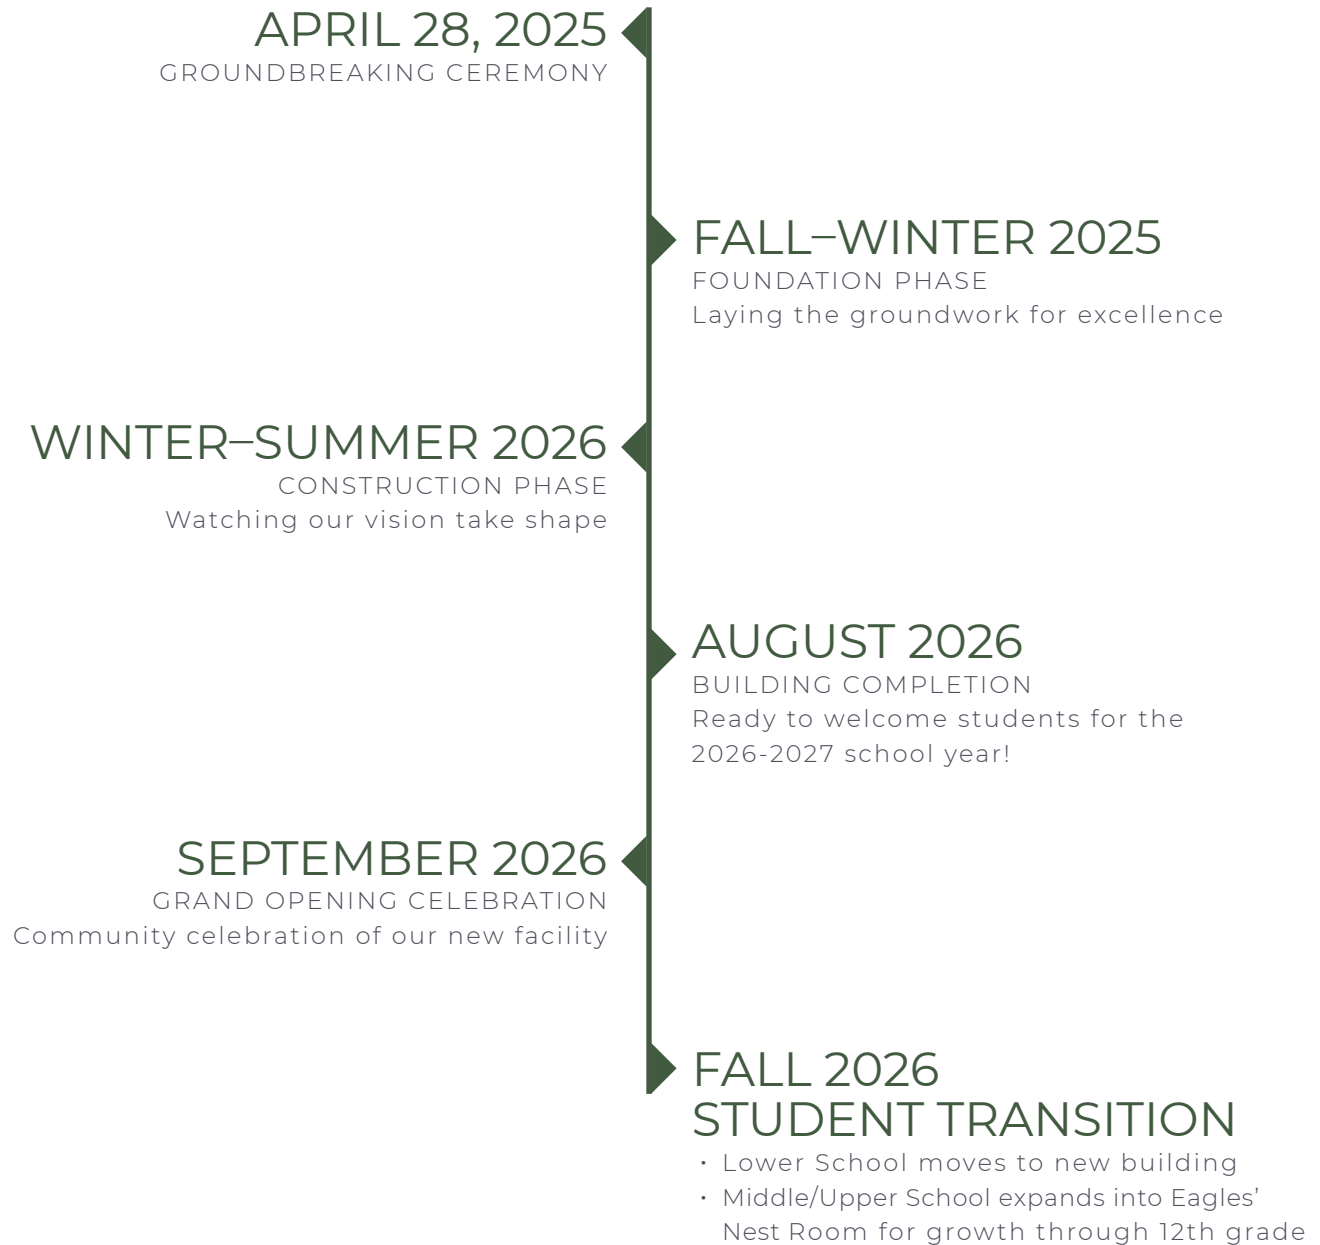 APRIL 28, 2025
GROUNDBREAKING CEREMONY
FALL–WINTER 2025
FOUNDATION PHASE
Laying the groundwork for excellence
WINTER–SUMMER 2026
CONSTRUCTION PHASE
Watching our vision take shape
AUGUST 2026
BUILDING COMPLETION
Ready to welcome students for the
2026-2027 school year!
SEPTEMBER 2026
GRAND OPENING CELEBRATION
Community celebration of our new facility
FALL 2026
STUDENT TRANSITION
• Lower School moves to new building
• Middle/Upper School expands into Eagles’
Nest Room for growth through 12th grade